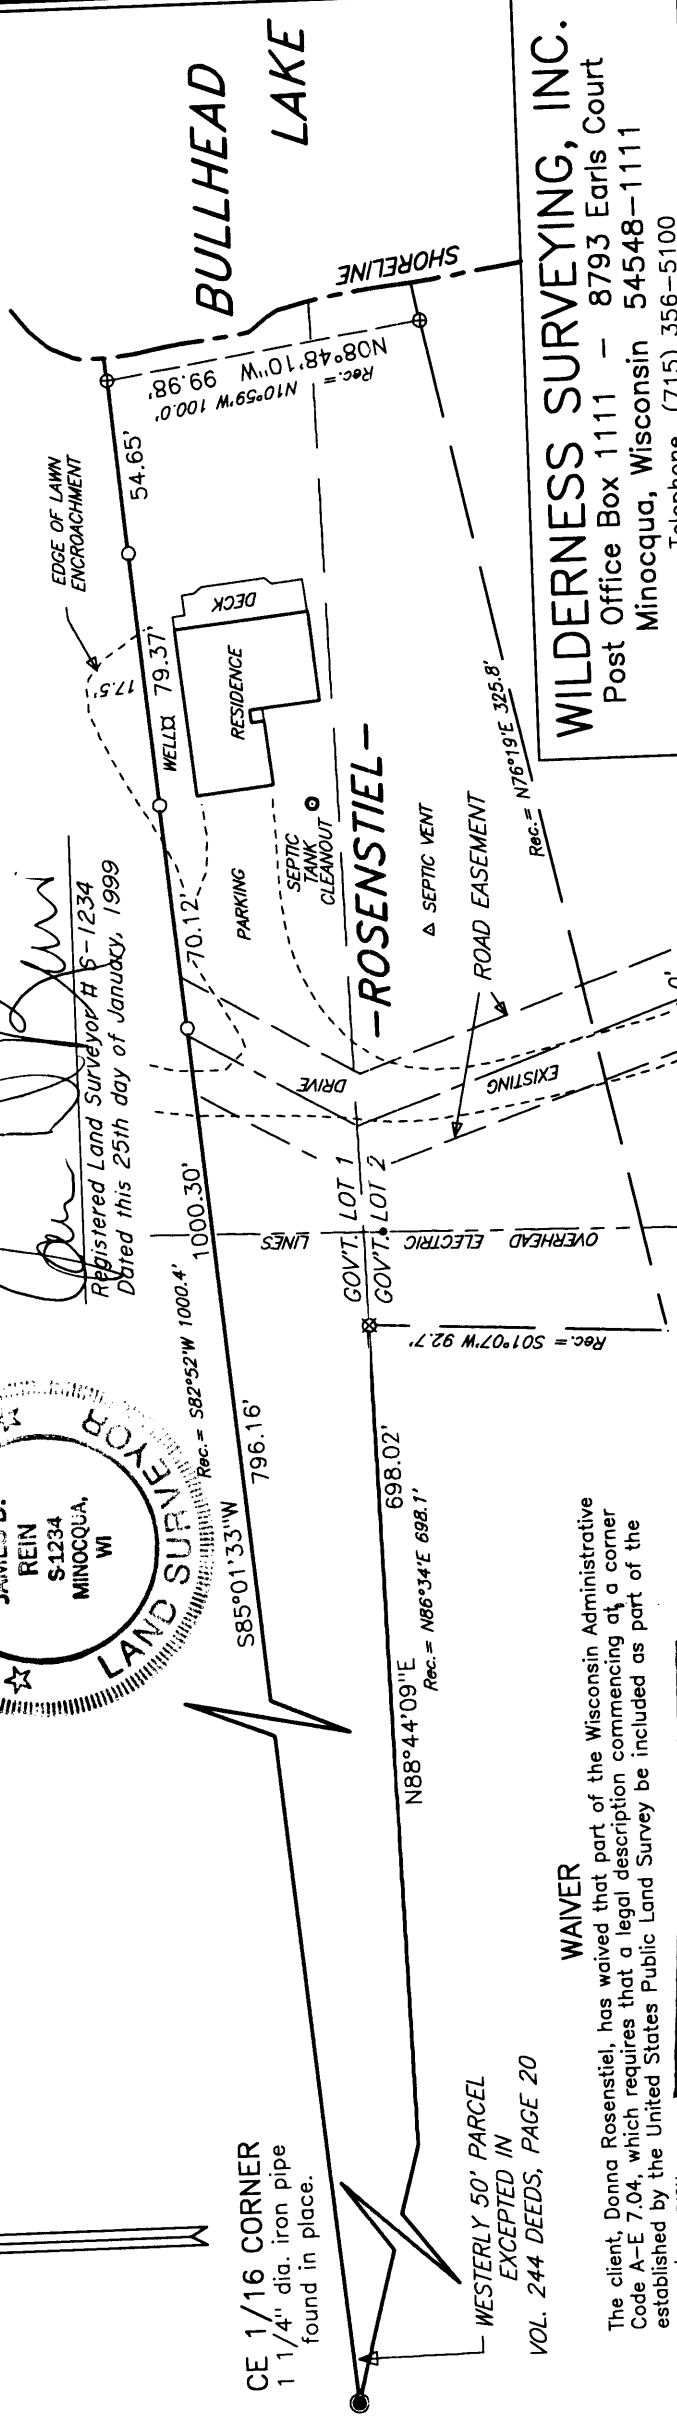 BULLHEAD
LAKE
SHORELINE
N08°48'10"W 99.98'
Rec.= N10°59'W 100.0'
54.65'
EDGE OF LAWN
ENCROACHMENT
17.5'
79.37'
WELL
DECK
RESIDENCE
70.12'
PARKING
SEPTIC
TANK
CLEANOUT
-ROSENSTIEL-
SEPTIC VENT
ROAD EASEMENT
Rec.= N76°19'E 325.8'
DRIVE
EXISTING
GOV'T. LOT 1
GOV'T. LOT 2
OVERHEAD ELECTRIC LINES
Rec.= S01°07'W 92.7'
1000.30'
Rec.= S82°52'W 1000.4'
S85°01'33"W
796.16'
698.02'
N88°44'09"E
Rec.= N86°34'E 698.1'
Registered Land Surveyor # S-1234
Dated this 25th day of January, 1999
REIN
S-1234
MINOCQUA,
WI
LAND SURVEYOR
CE 1/16 CORNER
1 1/4" dia. iron pipe
found in place.
WESTERLY 50' PARCEL
EXCEPTED IN
VOL. 244 DEEDS, PAGE 20
WAIVER
The client, Donna Rosenstiel, has waived that part of the Wisconsin Administrative
Code A-E 7.04, which requires that a legal description commencing at a corner
established by the United States Public Land Survey be included as part of the
WILDERNESS SURVEYING, INC.
Post Office Box 1111 - 8793 Earls Court
Minocqua, Wisconsin 54548-1111
Telephone (715) 356-5100